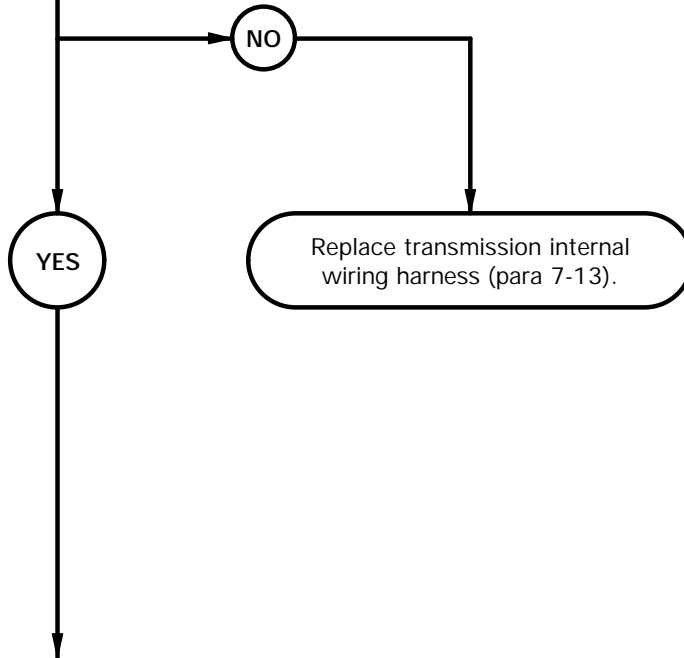 NO
YES
Replace transmission internal
wiring harness (para 7-13).